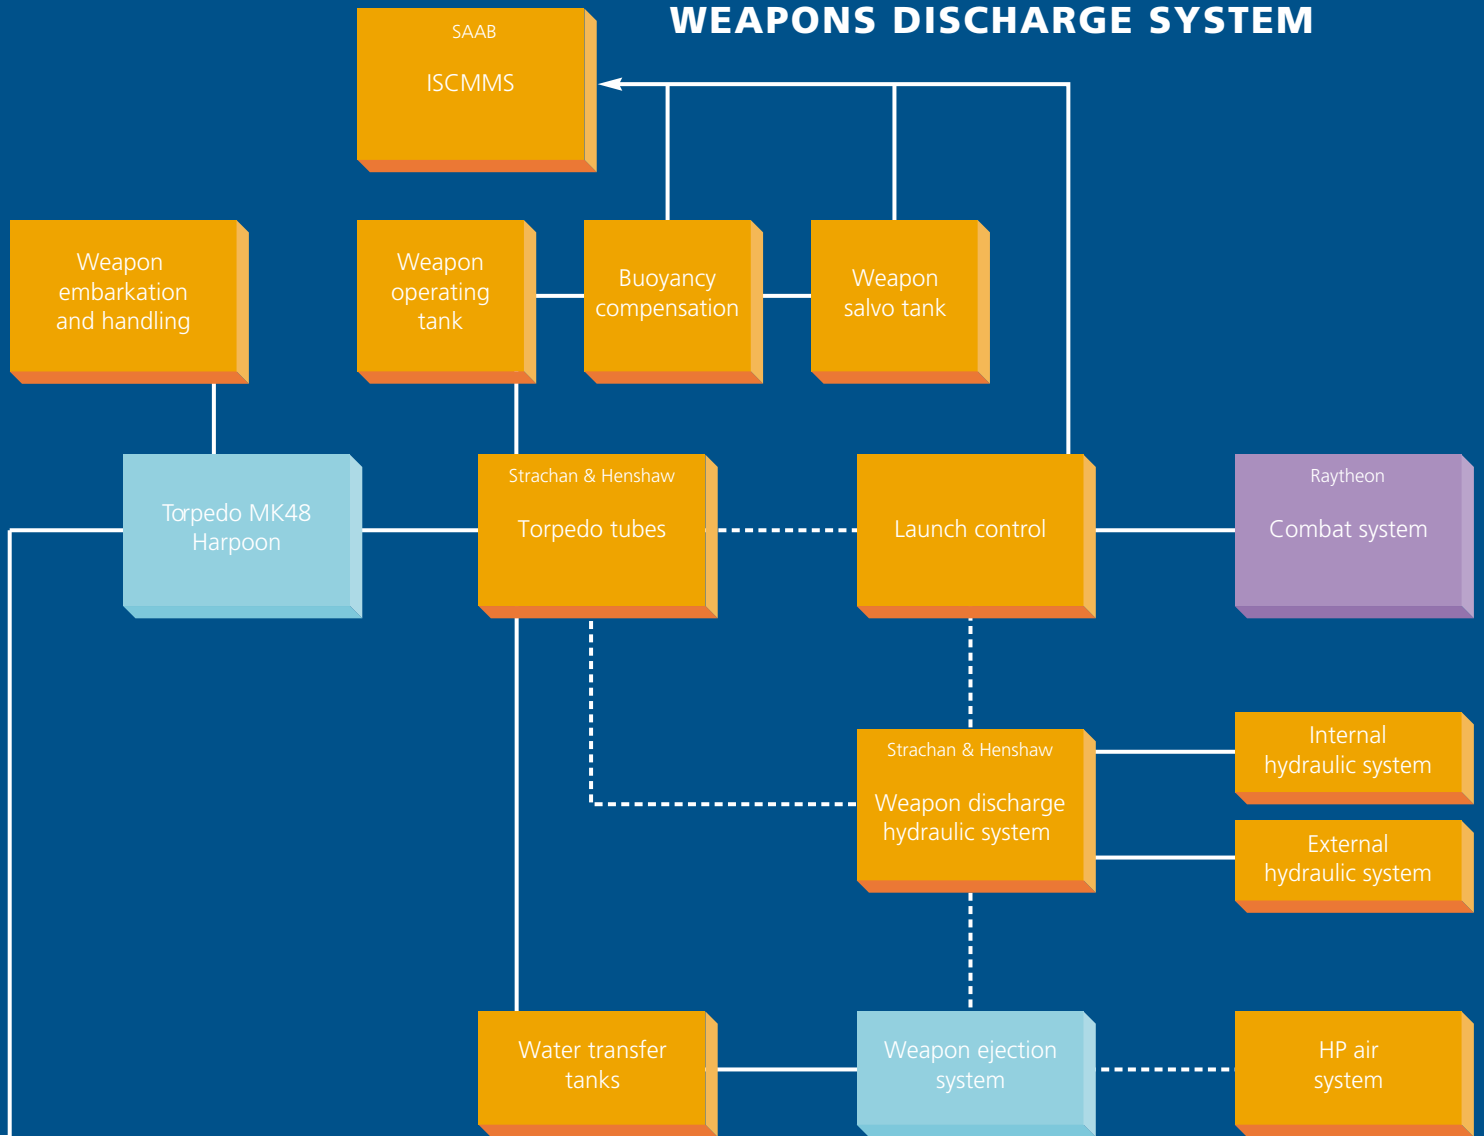 WEAPONS DISCHARGE SYSTEM
SAAB
ISCMMS
Weapon
embarkation
and handling
Weapon
operating
tank
Buoyancy
compensation
Weapon
salvo tank
Torpedo MK48
Harpoon
Strachan & Henshaw
Torpedo tubes
Launch control
Raytheon
Combat system
Strachan & Henshaw
Weapon discharge
hydraulic system
Internal
hydraulic system
External
hydraulic system
Water transfer
tanks
Weapon ejection
system
HP air
system